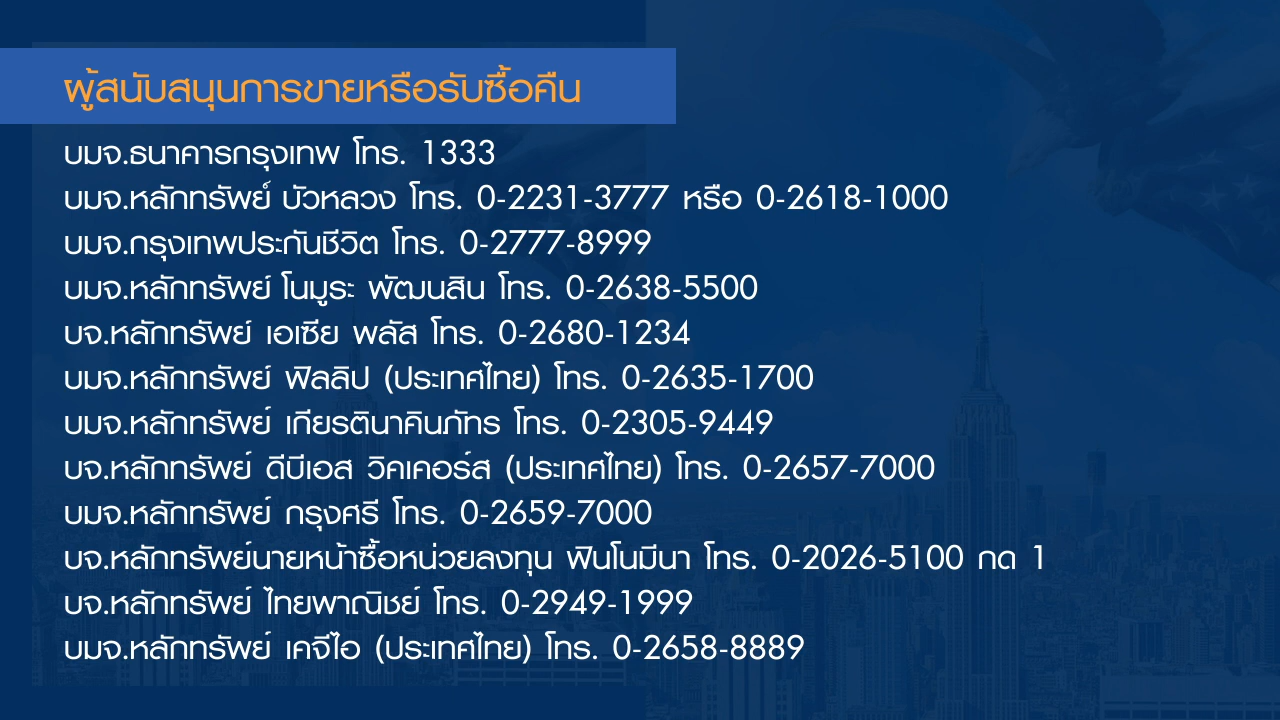 ผู้สนับสนุนการขายหรือรับซื้อคืน
บมจ.ธนาคารกรุงเทพ โทร. 1333
บมจ.หลักทรัพย์ บัวหลวง โทร. 0-2231-3777 หรือ 0-2618-1000
บมจ.กรุงเทพประกันชีวิต โทร. 0-2777-8999
บมจ.หลักทรัพย์ โนมูระ พัฒนสิน โทร. 0-2638-5500
บจ.หลักทรัพย์ เอเซีย พลัส โทร. 0-2680-1234
บมจ.หลักทรัพย์ ฟิลลิป (ประเทศไทย) โทร. 0-2635-1700
บมจ.หลักทรัพย์ เกียรตินาคินภัทร โทร. 0-2305-9449
บจ.หลักทรัพย์ ดีบีเอส วิคเคอร์ส (ประเทศไทย) โทร. 0-2657-7000
บมจ.หลักทรัพย์ กรุงศรี โทร. 0-2659-7000
บจ.หลักทรัพย์นายหน้าซื้อหน่วยลงทุน ฟินโนมีนา โทร. 0-2026-5100 กด 1
บจ.หลักทรัพย์ ไทยพาณิชย์ โทร. 0-2949-1999
บมจ.หลักทรัพย์ เคจีไอ (ประเทศไทย) โทร. 0-2658-8889